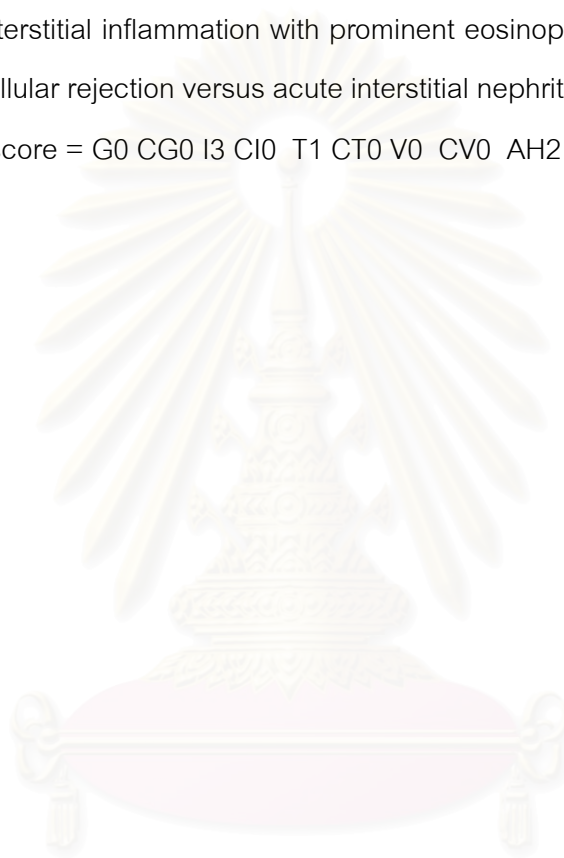 terstitial inflammation with prominent eosinop
llular rejection versus acute interstitial nephrit
core = G0 CG0 I3 CI0 T1 CT0 V0 CV0 AH2